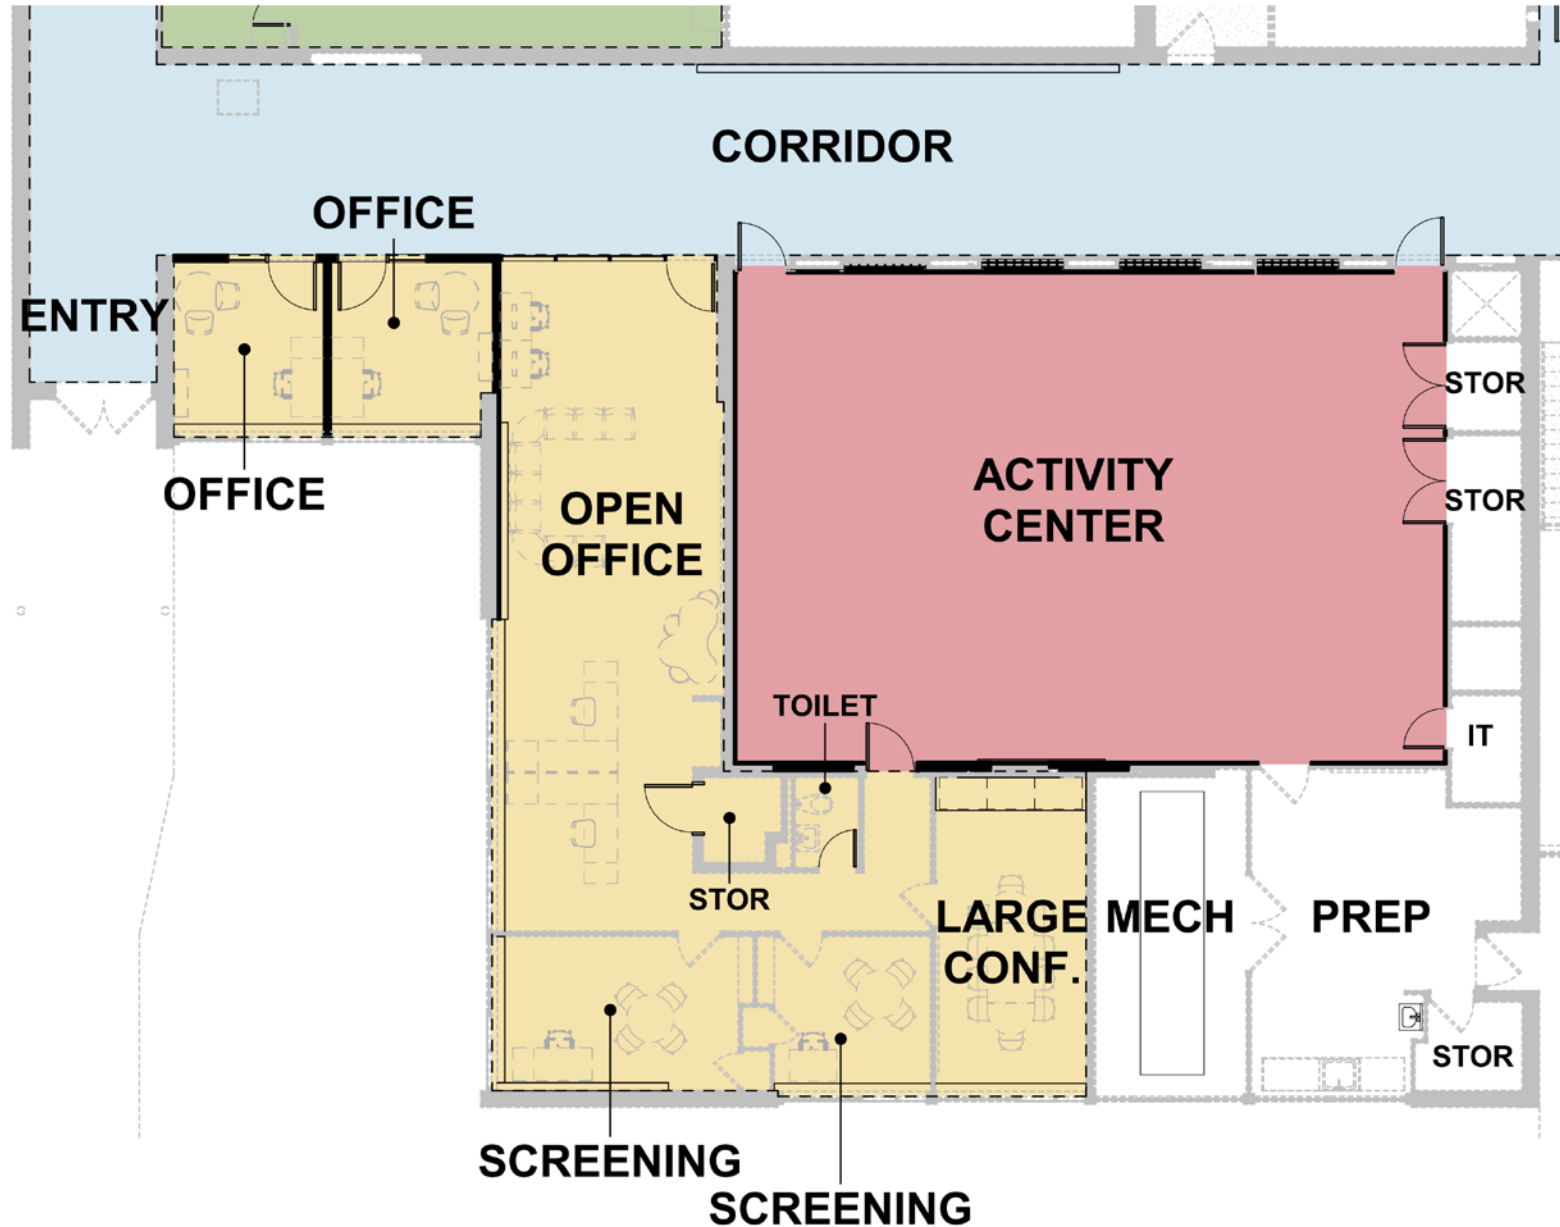 CORRIDOR
OFFICE
ENTRY
STOR
OFFICE
ACTIVITY
CENTER
STOR
OPEN
OFFICE
TOILET
IT
STOR
LARGE
CONF.
MECH
PREP
STOR
SCREENING
SCREENING